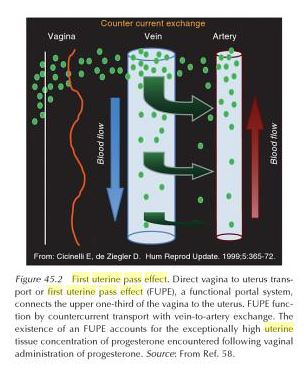 Counter current exchange
Vagina Vein Artery
Blood flow
Blood flow
From: Cicinelli E, de Ziegler D. Hum Reprod Update. 1999;5:365-72.
Figure 45.2 First uterine pass effect. Direct vagina to uterus trans-
port or first uterine pass effect (FUPE), a functional portal system,
connects the upper one-third of the vagina to the uterus. FUPE func-
tion by countercurrent transport with vein-to-artery exchange. The
existence of an FUPE accounts for the exceptionally high uterine
tissue concentration of progesterone encountered following vaginal
administration of progesterone. Source: From Ref. 58.